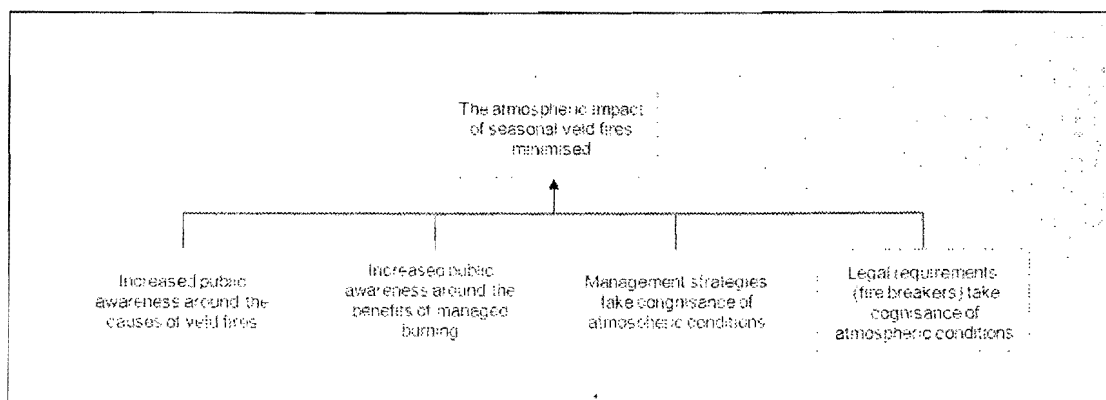 The atmospheric impact
of seasonal veld fires
minimised
Increased public
awareness around the
causes of veld fires
Increased public
awareness around the
benefits of managed
burning
Management strategies
take congnisance of
atmospheric conditions
Legal requirements
(fire breakers) take
cognisance of
atmospheric conditions